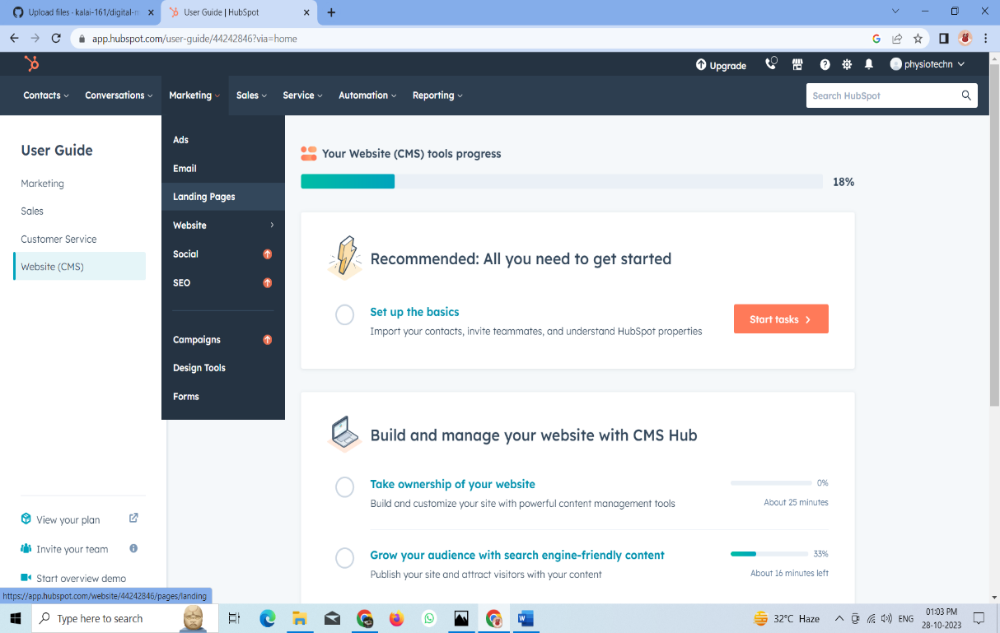 physiotechn/21161/digitalmarke
User Guide | HubSpot
app.hubspot.com/user-guide/44242846?via=home
Upgrade
physiotechn
Contacts
Conversations
Marketing
Sales
Service
Automation
Reporting
Search HubSpot
User Guide
Marketing
Sales
Customer Service
Website (CMS)
Ads
Email
Landing Pages
Website
Social
SEO
Campaigns
Design Tools
Forms
Your Website (CMS) tools progress
18%
Recommended: All you need to get started
Set up the basics
Import your contacts, invite teammates, and understand HubSpot properties
Start tasks
Build and manage your website with CMS Hub
Take ownership of your website
0%
Build and customize your site with powerful content management tools
About 25 minutes
Grow your audience with search engine-friendly content
33%
Publish your site and attract visitors with your content
About 16 minutes left
View your plan
Invite your team
Start overview demo
https://app.hubspot.com/website/44242846/pages/landing
Type here to search
32°C Haze
ENG
01:03 PM
28-10-2023